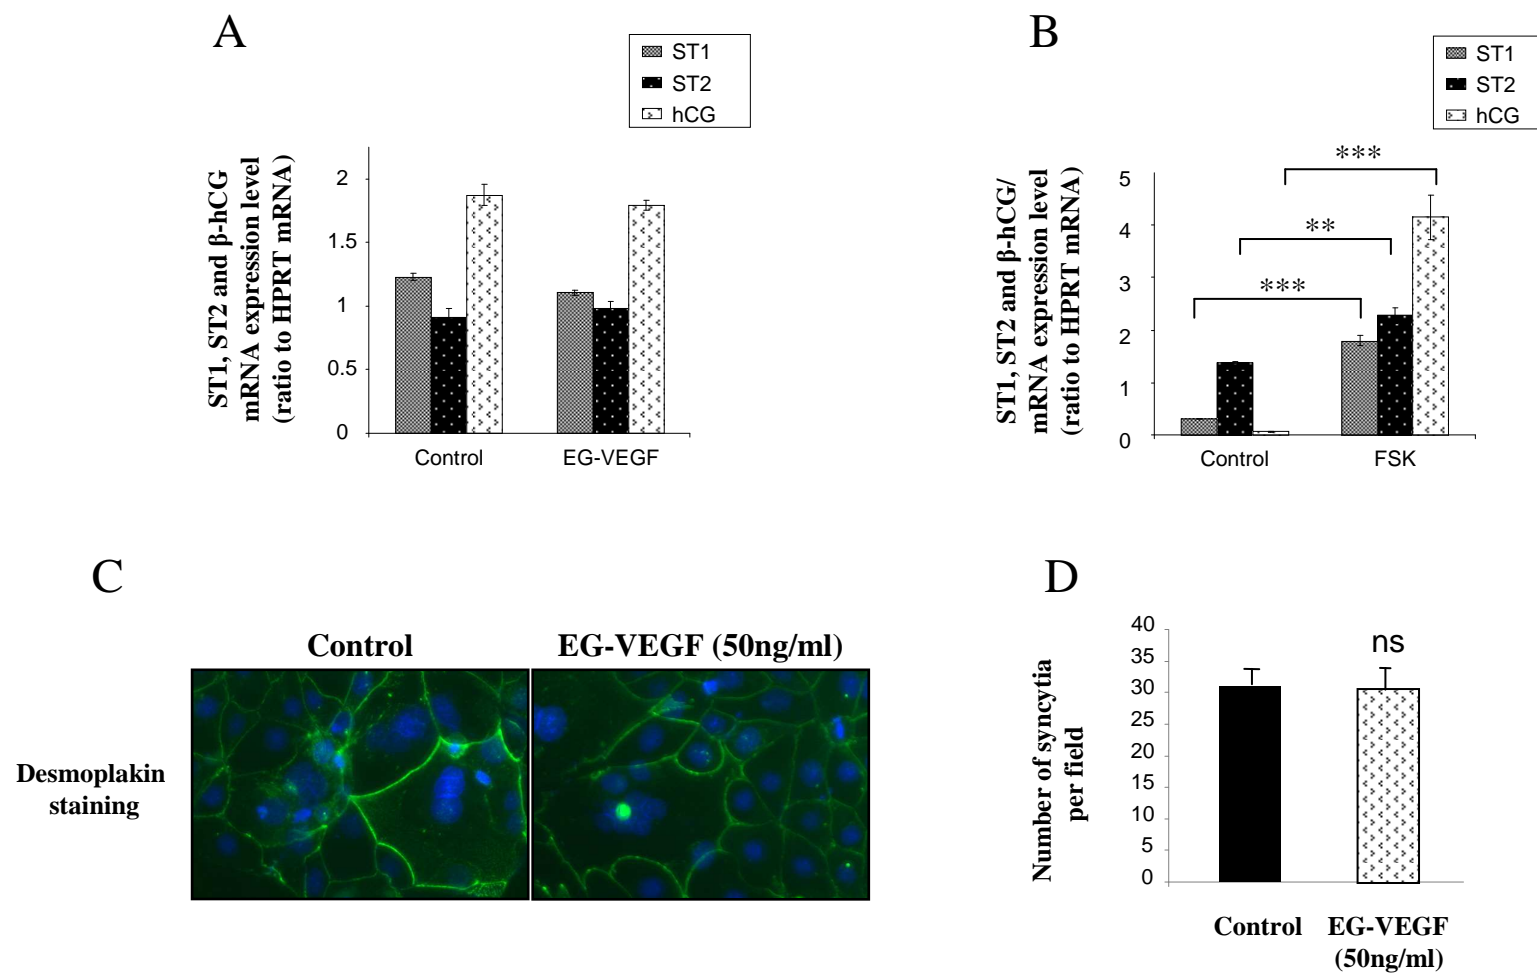 A
ST1
ST2
hCG
ST1, ST2 and β-hCG
mRNA expression level
(ratio to HPRT mRNA)
2
1.5
1
0.5
0
Control
EG-VEGF
B
ST1
ST2
hCG
ST1, ST2 and β-hCG/
mRNA expression level
(ratio to HPRT mRNA)
5
4
3
2
1
0
***
**
***
Control
FSK
C
Control
EG-VEGF (50ng/ml)
Desmoplakin
staining
D
Number of syncytia
per field
40
35
30
25
20
15
10
5
0
ns
Control
EG-VEGF
(50ng/ml)